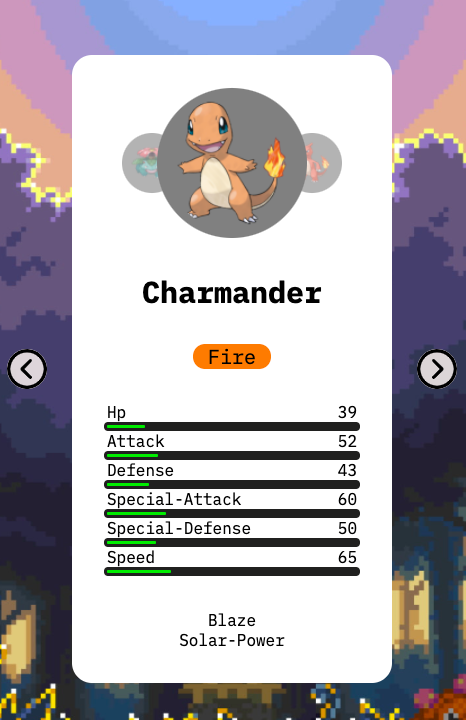 Charmander
Fire
Hp 39
Attack 52
Defense 43
Special-Attack 60
Special-Defense 50
Speed 65
Blaze
Solar-Power